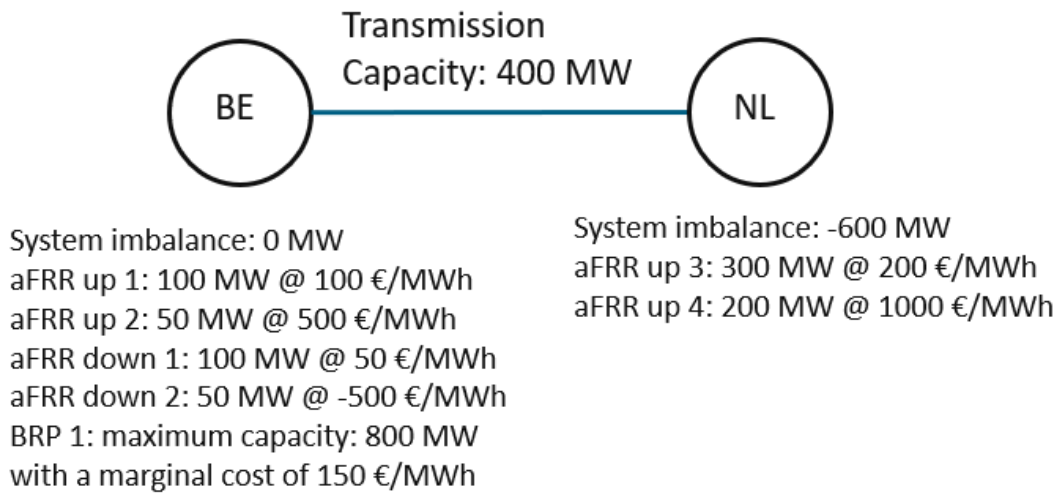 Transmission
Capacity: 400 MW
BE
NL
System imbalance: 0 MW
aFRR up 1: 100 MW @ 100 €/MWh
aFRR up 2: 50 MW @ 500 €/MWh
aFRR down 1: 100 MW @ 50 €/MWh
aFRR down 2: 50 MW @ -500 €/MWh
BRP 1: maximum capacity: 800 MW
with a marginal cost of 150 €/MWh
System imbalance: -600 MW
aFRR up 3: 300 MW @ 200 €/MWh
aFRR up 4: 200 MW @ 1000 €/MWh